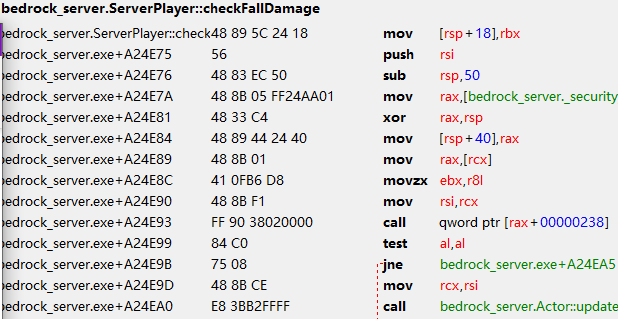 bedrock_server.ServerPlayer::checkFallDamage
bedrock_server.ServerPlayer::check 48 89 5C 24 18 mov [rsp+18],rbx
bedrock_server.exe+A24E75 56 push rsi
bedrock_server.exe+A24E76 48 83 EC 50 sub rsp,50
bedrock_server.exe+A24E7A 48 8B 05 FF24AA01 mov rax,[bedrock_server._security
bedrock_server.exe+A24E81 48 33 C4 xor rax,rsp
bedrock_server.exe+A24E84 48 89 44 24 40 mov [rsp+40],rax
bedrock_server.exe+A24E89 48 8B 01 mov rax,[rcx]
bedrock_server.exe+A24E8C 41 0FB6 D8 movzx ebx,r8l
bedrock_server.exe+A24E90 48 8B F1 mov rsi,rcx
bedrock_server.exe+A24E93 FF 90 38020000 call qword ptr [rax+00000238]
bedrock_server.exe+A24E99 84 C0 test al,al
bedrock_server.exe+A24E9B 75 08 jne bedrock_server.exe+A24EA5
bedrock_server.exe+A24E9D 48 8B CE mov rcx,rsi
bedrock_server.exe+A24EA0 E8 3BB2FFFF call bedrock_server.Actor::update